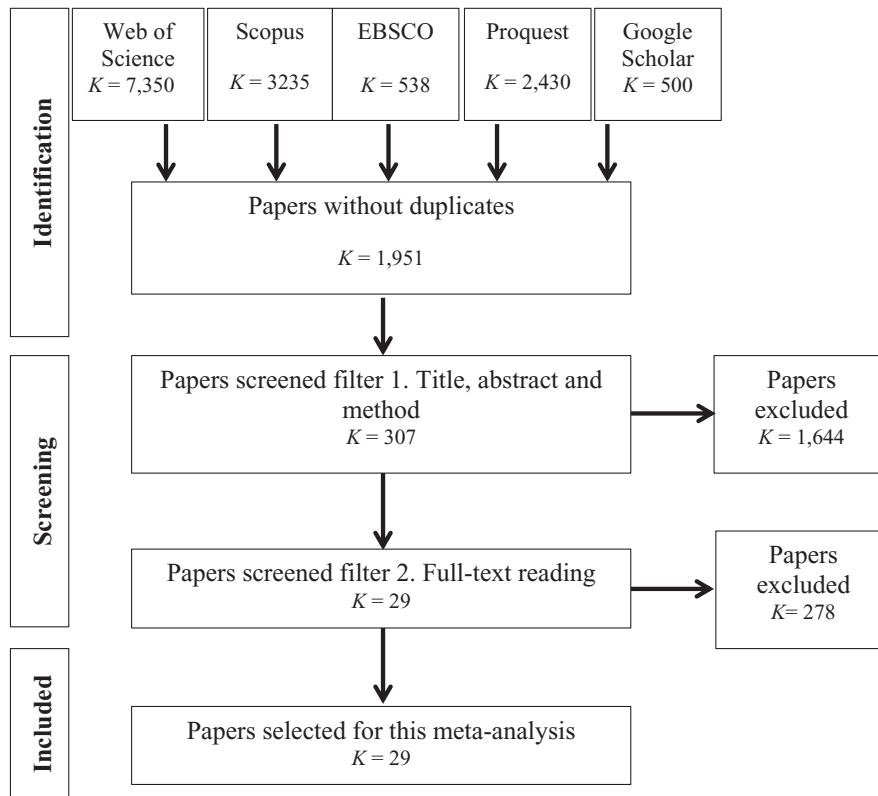 Web of
Science
K = 7,350
Scopus
K = 3235
EBSCO
K = 538
Proquest
K = 2,430
Google
Scholar
K = 500
Identification
Papers without duplicates
K = 1,951
Screening
Papers screened filter 1. Title, abstract and
method
K = 307
Papers
excluded
K = 1,644
Papers screened filter 2. Full-text reading
K = 29
Papers
excluded
K= 278
Included
Papers selected for this meta-analysis
K = 29